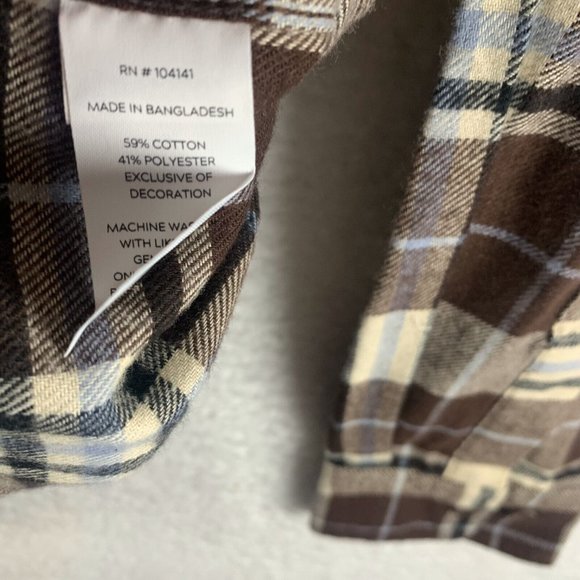 RN # 104141
MADE IN BANGLADESH
59% COTTON
41% POLYESTER
EXCLUSIVE OF
DECORATION
MACHINE
WITH